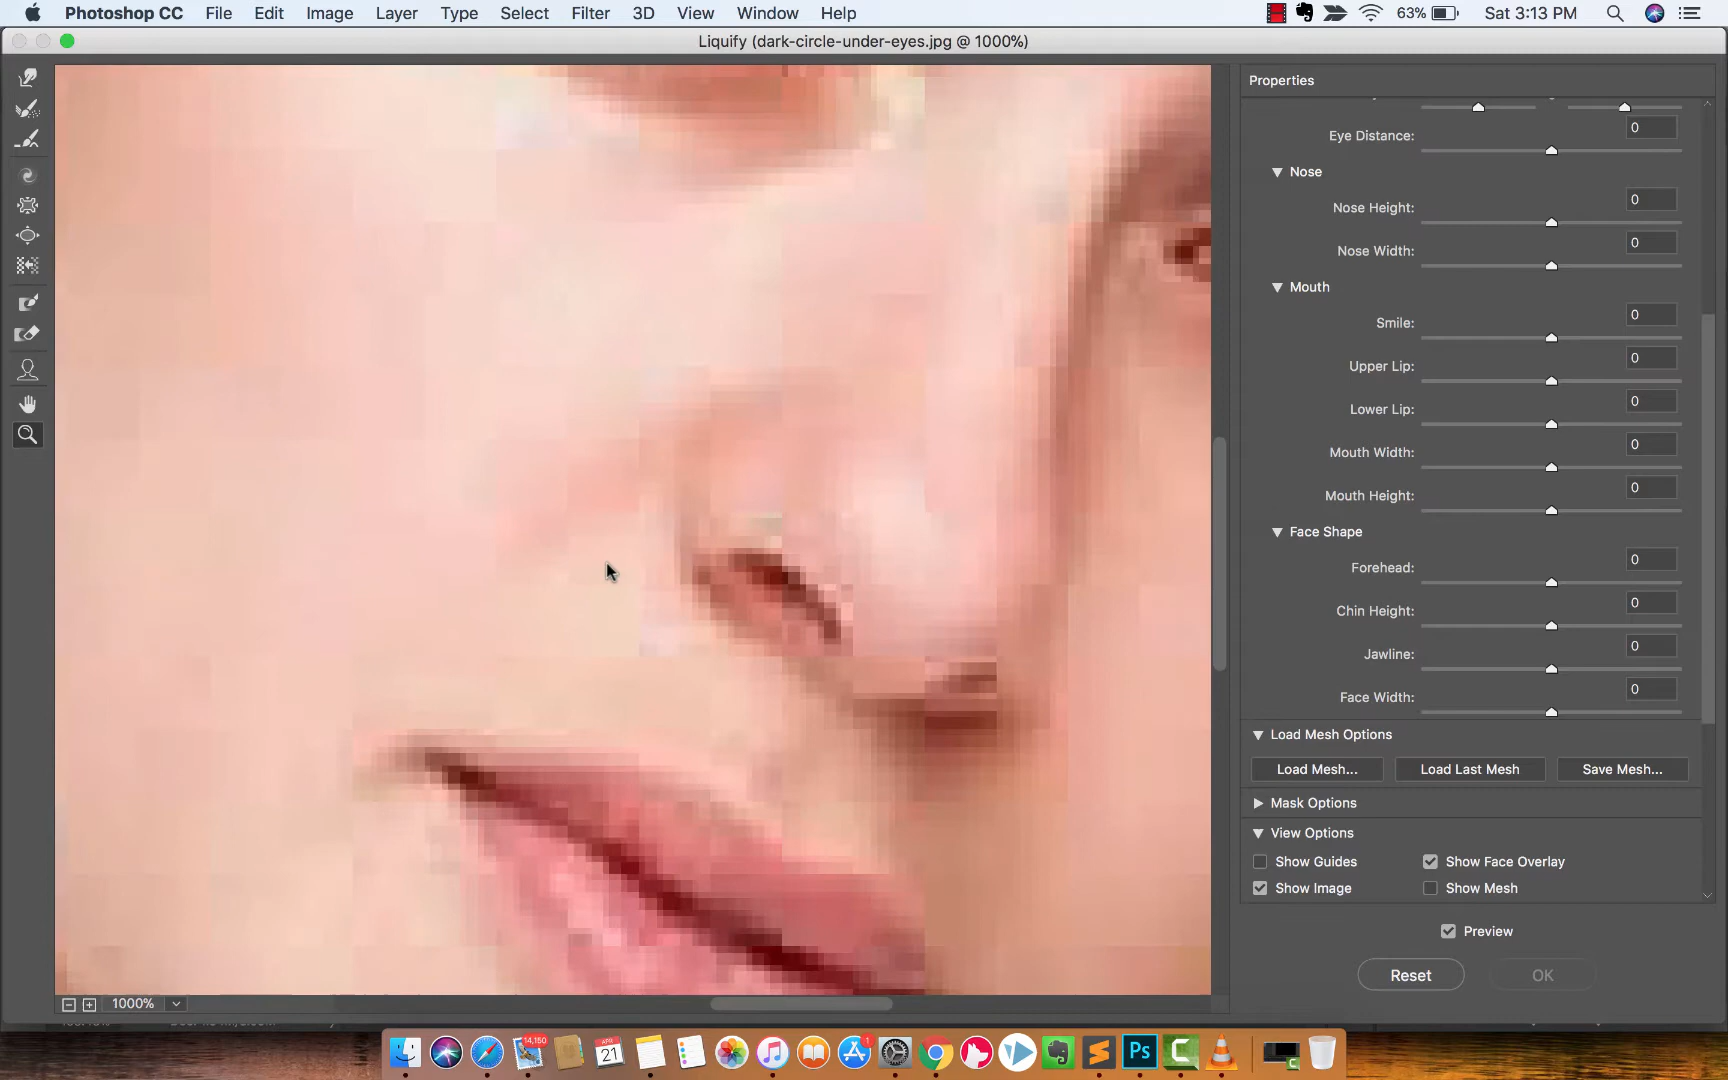 Photoshop CC File Edit Image Layer Type Select Filter 3D View Window Help 63% Sat 3:13 PM
Liquify (dark-circle-under-eyes.jpg @ 1000%)
Properties
Eye Distance: 0
Nose
Nose Height: 0
Nose Width: 0
Mouth
Smile: 0
Upper Lip: 0
Lower Lip: 0
Mouth Width: 0
Mouth Height: 0
Face Shape
Forehead: 0
Chin Height: 0
Jawline: 0
Face Width: 0
Load Mesh Options
Load Mesh... Load Last Mesh Save Mesh...
Mask Options
View Options
Show Guides Show Face Overlay
Show Image Show Mesh
Preview
Reset OK
1000%
14,150
APR
21
1
Ps